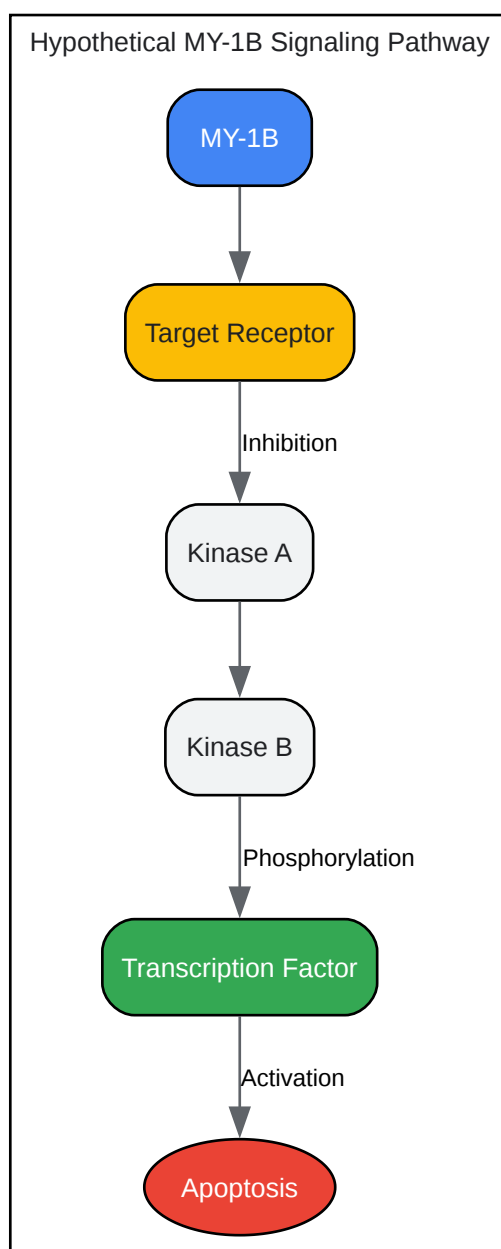 Hypothetical MY-1B Signaling Pathway
MY-1B
Target Receptor
Inhibition
Kinase A
Kinase B
Phosphorylation
Transcription Factor
Activation
Apoptosis